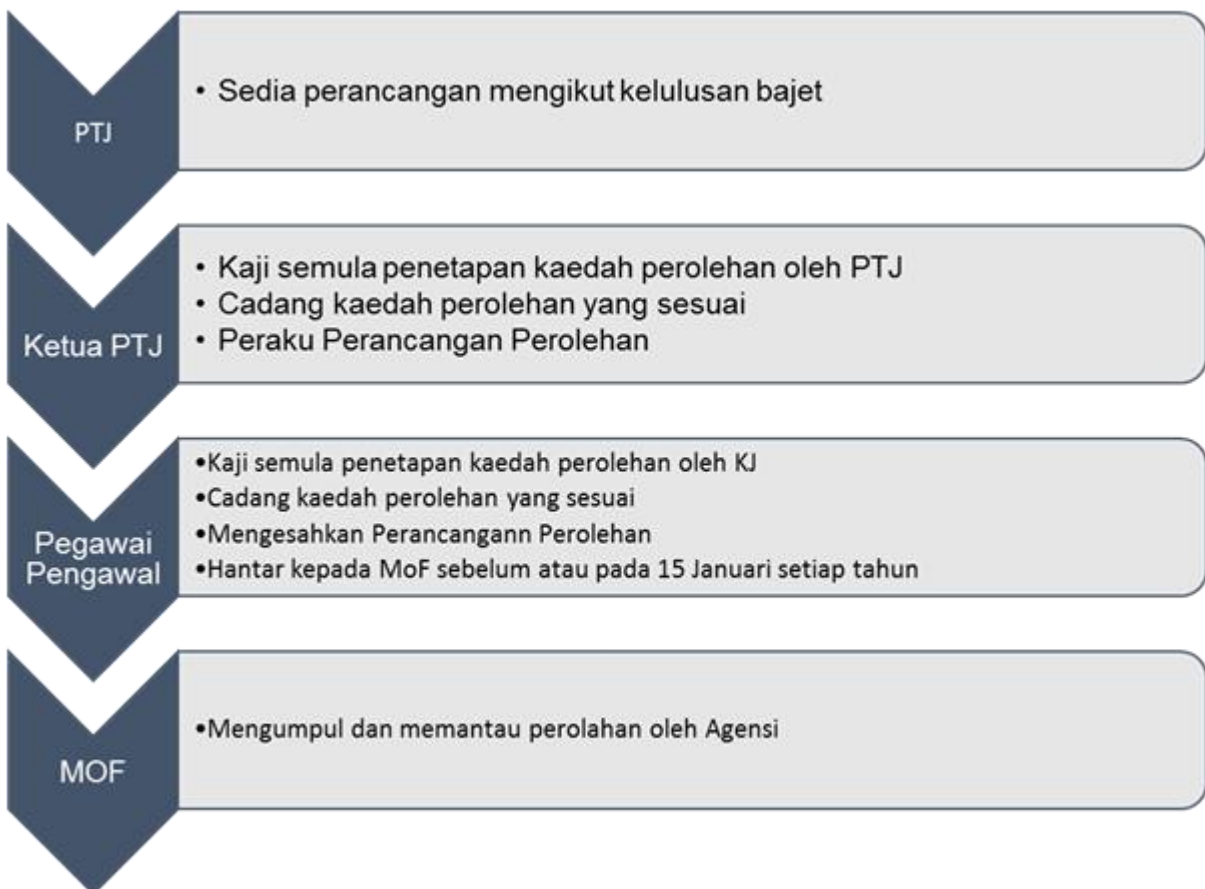 PTJ
• Sedia perancangan mengikut kelulusan bajet
Ketua PTJ
• Kaji semula penetapan kaedah perolehan oleh PTJ
• Cadang kaedah perolehan yang sesuai
• Peraku Perancangan Perolehan
Pegawai
Pengawal
•Kaji semula penetapan kaedah perolehan oleh KJ
•Cadang kaedah perolehan yang sesuai
•Mengesahkan Perancangann Perolehan
•Hantar kepada MoF sebelum atau pada 15 Januari setiap tahun
MOF
•Mengumpul dan memantau perolahan oleh Agensi